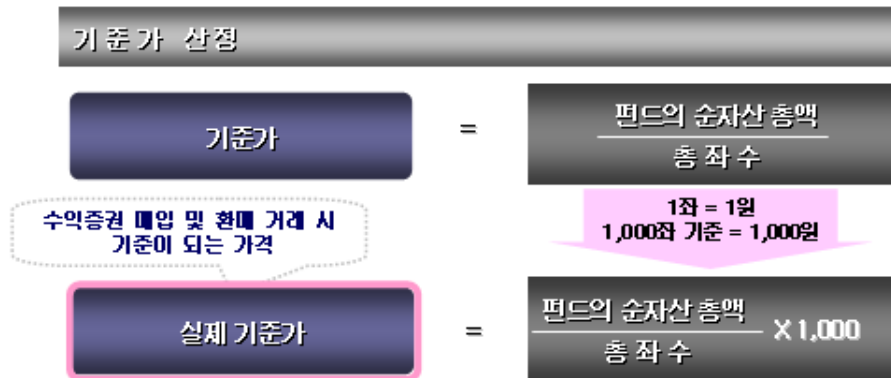 기준가 산정
기준가
=
펀드의 순자산 총액
총 좌 수
수익증권 매입 및 환매 거래 시
기준이 되는 가격
1좌 = 1원
1,000좌 기준 = 1,000원
실제 기준가
=
펀드의 순자산 총액
총 좌 수
X 1,000